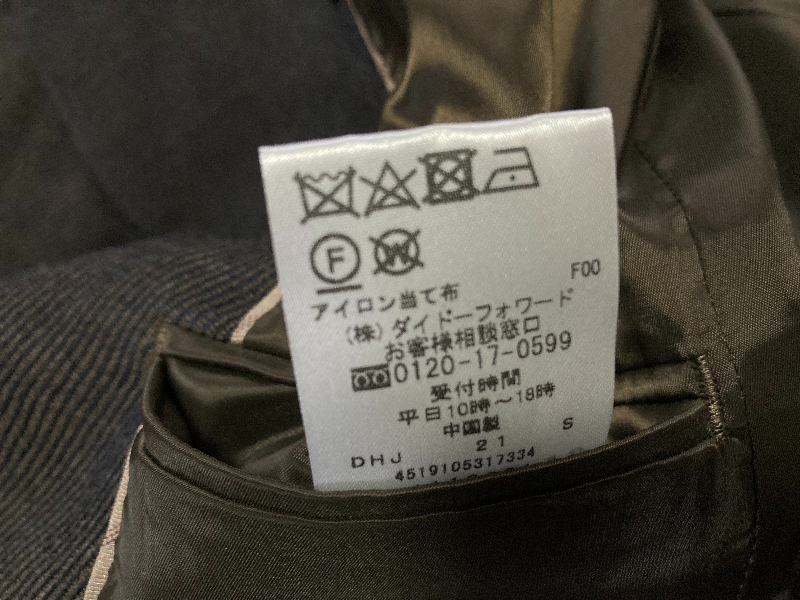 F
W
F00
アイロン当て布
(株)ダイドーフォワード
お客様相談窓口
0120-17-0599
受付時間
平日10時～18時
中国製
DHJ 21 S
4519105317334